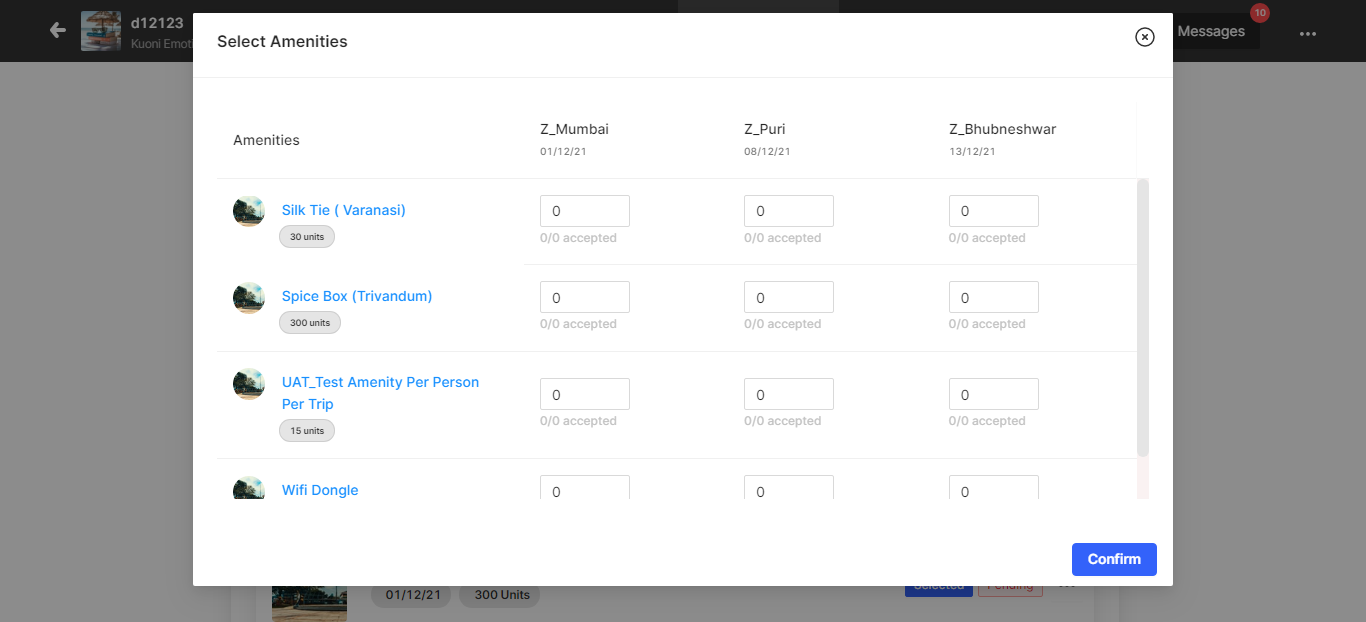 d12123
Kuoni Emoti
Messages
10
Select Amenities
Amenities
Z_Mumbai
01/12/21
Z_Puri
08/12/21
Z_Bhubneshwar
13/12/21
Silk Tie ( Varanasi)
30 units
0
0/0 accepted
0
0/0 accepted
0
0/0 accepted
Spice Box (Trivandum)
300 units
0
0/0 accepted
0
0/0 accepted
0
0/0 accepted
UAT_Test Amenity Per Person
Per Trip
15 units
0
0/0 accepted
0
0/0 accepted
0
0/0 accepted
Wifi Dongle
0
0
0
Confirm
01/12/21
300 Units
Selected
Pending